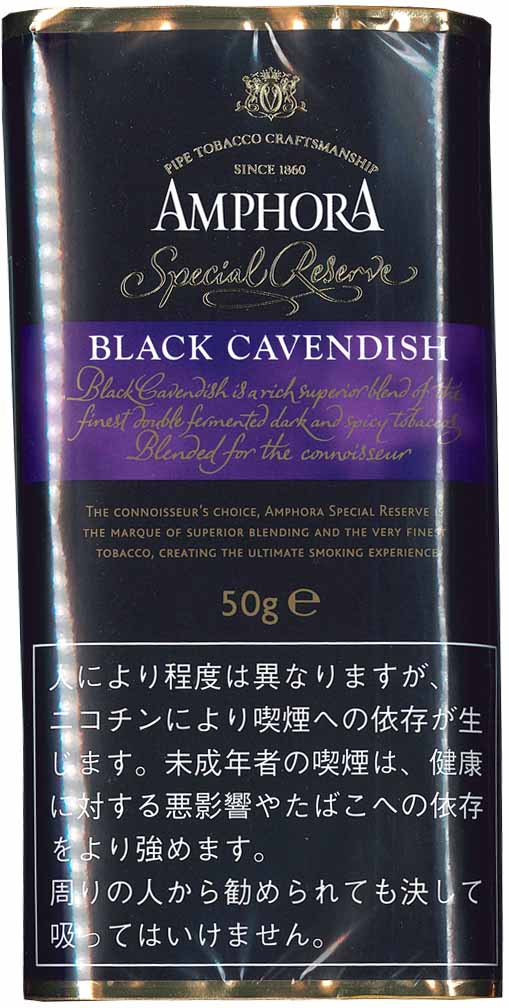 PIPE TOBACCO CRAFTSMANSHIP
SINCE 1860
AMPHORA
Special Reserve
BLACK CAVENDISH
Black Cavendish is a rich superior blend of the
finest double fermented dark and spicy tobaccos
Blended for the connoisseur
THE CONNOISSEUR'S CHOICE, AMPHORA SPECIAL RESERVE IS
THE MARQUE OF SUPERIOR BLENDING AND THE VERY FINEST
TOBACCO, CREATING THE ULTIMATE SMOKING EXPERIENCE.
50g ℮
人により程度は異なりますが、
ニコチンにより喫煙への依存が生
じます。未成年者の喫煙は、健康
に対する悪影響やたばこへの依存
をより強めます。
周りの人から勧められても決して
吸ってはいけません。